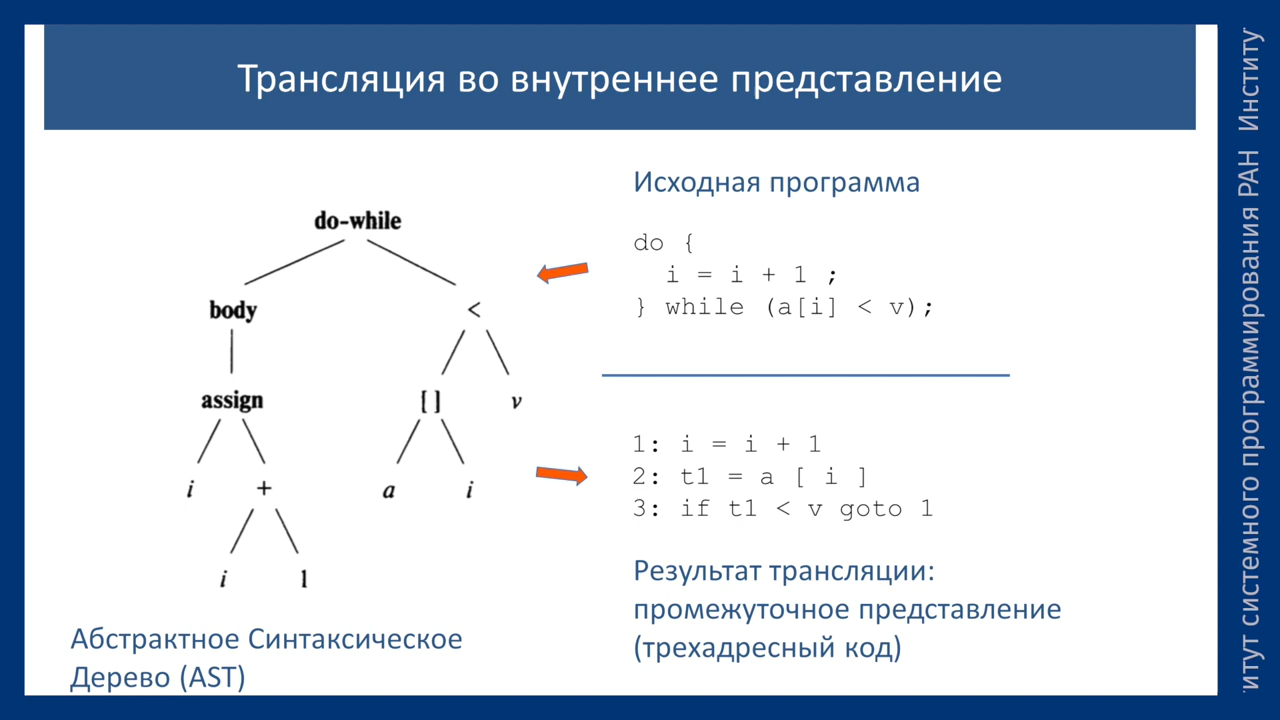 Трансляция во внутреннее представление
Исходная программа
do {
i = i + 1 ;
} while (a[i] < v);
do-while
body <
assign [ ] v
i + a i
i 1
1: i = i + 1
2: t1 = a [ i ]
3: if t1 < v goto 1
Результат трансляции:
промежуточное представление
(трехадресный код)
Абстрактное Синтаксическое
Дерево (AST)
итут системного программирования РАН Институ